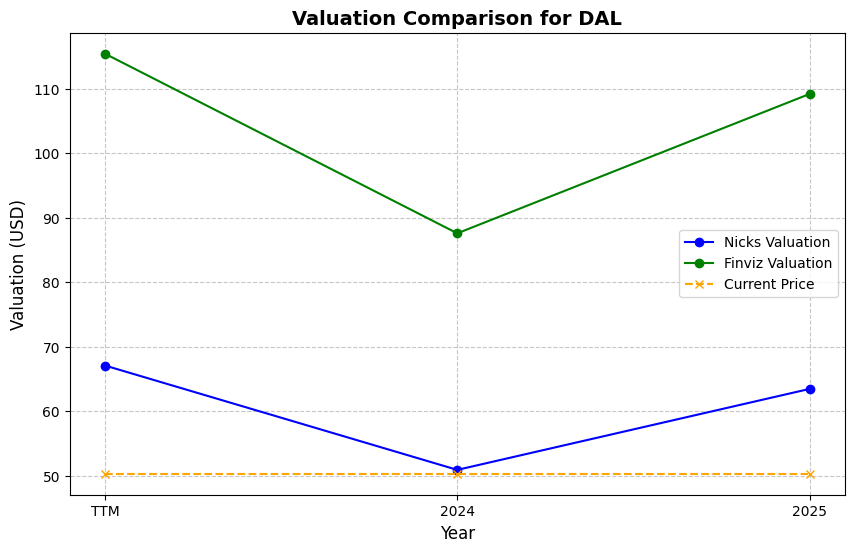 Valuation Comparison for DAL
Valuation (USD)
110
100
90
80
70
60
50
Nicks Valuation
Finviz Valuation
Current Price
TTM
2024
2025
Year